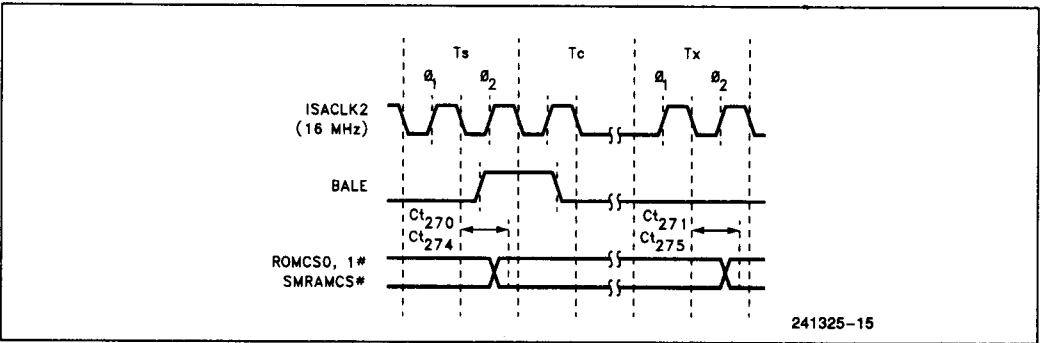 Ts Tc Tx
Ø1 Ø2 Ø1 Ø2
ISACLK2
(16 MHz)
BALE
Ct270 Ct271
Ct274 Ct275
ROMCS0, 1#
SMRAMCS#
241325-15